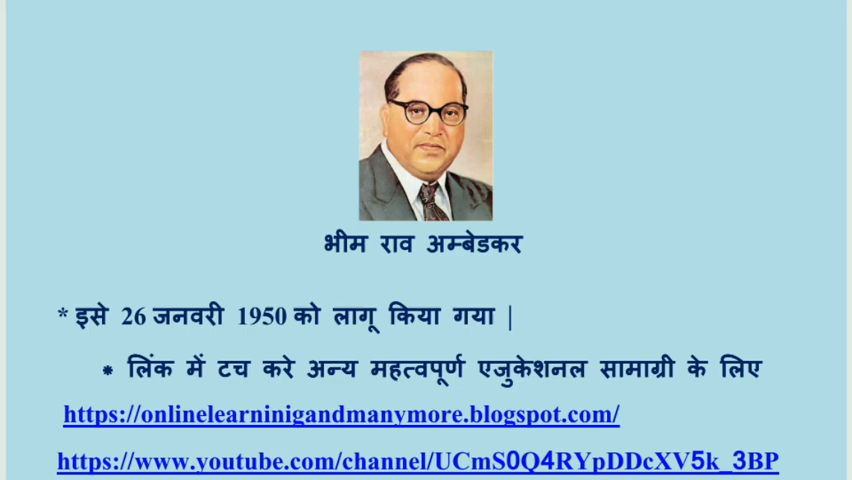 भीम राव अम्बेडकर
* इसे 26 जनवरी 1950 को लागू किया गया |
* लिंक में टच करे अन्य महत्वपूर्ण एजुकेशनल सामाग्री के लिए
https://onlinelearninigandmanymore.blogspot.com/
https://www.youtube.com/channel/UCmS0Q4RYpDDcXV5k_3BP